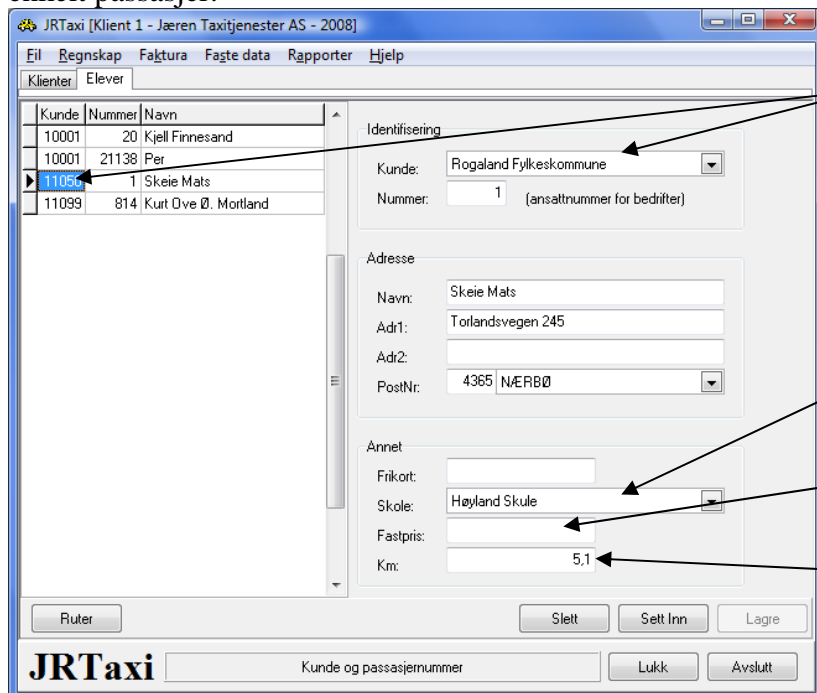 enkelt passasjer.
JRTaxi [Klient 1 - Jæren Taxitjenester AS - 2008]
Fil Regnskap Faktura Faste data Rapporter Hjelp
Klienter Elever
Kunde Nummer Navn
10001 20 Kjell Finnesand
10001 21138 Per
11056 1 Skeie Mats
11099 814 Kurt Ove Ø. Mortland
Identifisering
Kunde: Rogaland Fylkeskommune
Nummer: 1 (ansattnummer for bedrifter)
Adresse
Navn: Skeie Mats
Adr1: Torlandsvegen 245
Adr2:
PostNr: 4365 NÆRBØ
Annet
Frikort:
Skole: Høyland Skule
Fastpris:
Km: 5,1
Ruter Slett Sett Inn Lagre
JRTaxi Kunde og passasjernummer Lukk Avslutt